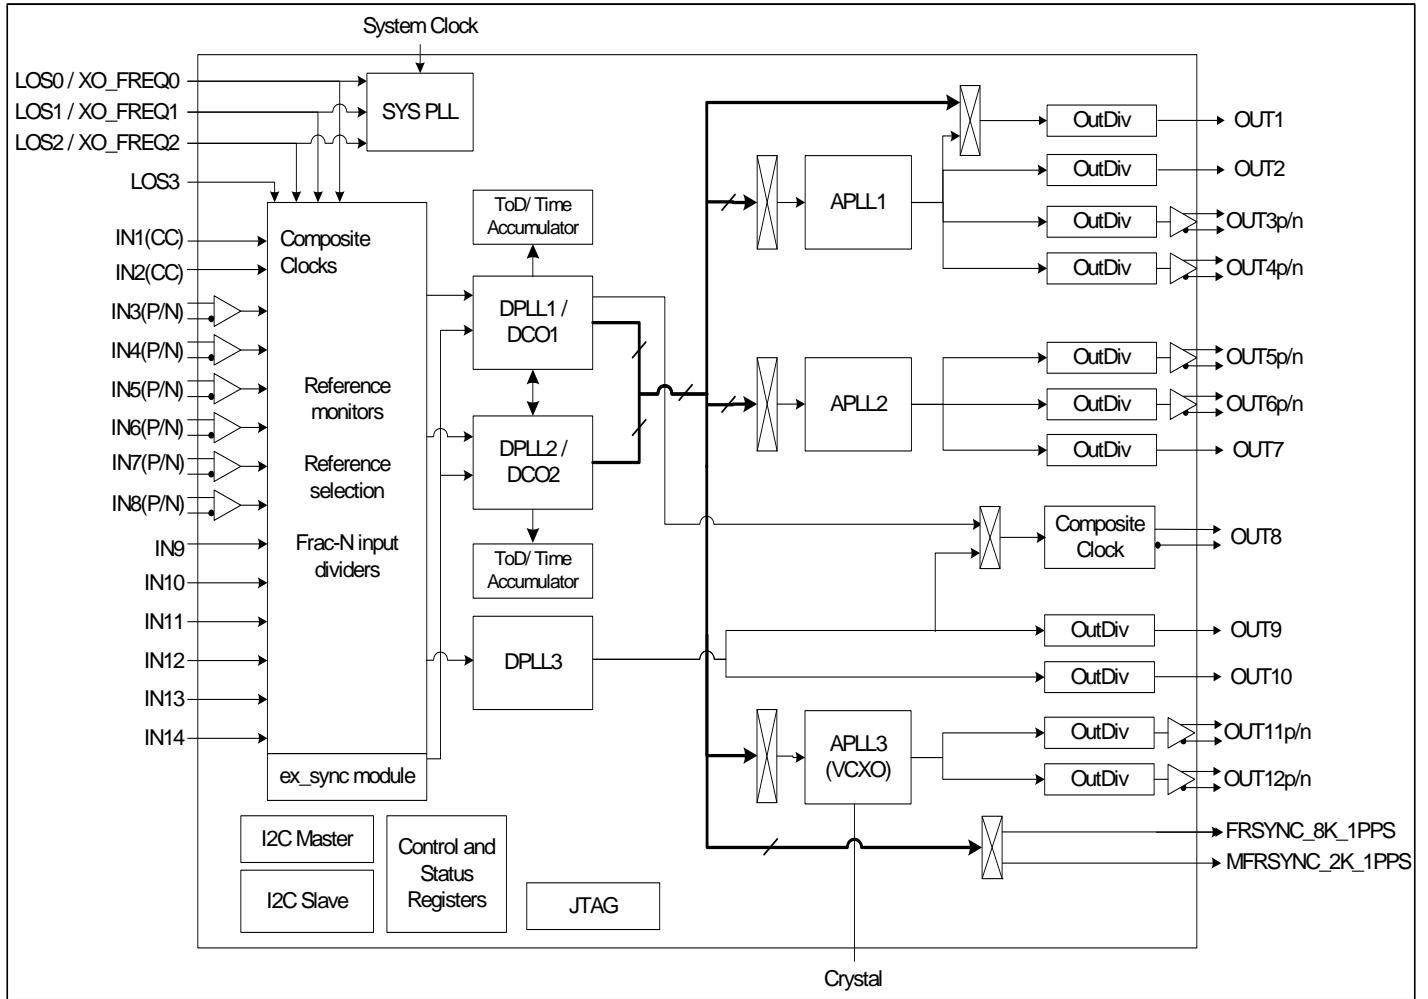 System Clock
LOS0 / XO_FREQ0
LOS1 / XO_FREQ1
LOS2 / XO_FREQ2
LOS3
SYS PLL
IN1(CC)
IN2(CC)
IN3(P/N)
IN4(P/N)
IN5(P/N)
IN6(P/N)
IN7(P/N)
IN8(P/N)
IN9
IN10
IN11
IN12
IN13
IN14
Composite
Clocks
Reference
monitors
Reference
selection
Frac-N input
dividers
ex_sync module
ToD/ Time
Accumulator
DPLL1 /
DCO1
DPLL2 /
DCO2
ToD/ Time
Accumulator
DPLL3
APLL1
APLL2
APLL3
(VCXO)
OutDiv
OUT1
OutDiv
OUT2
OutDiv
OUT3p/n
OutDiv
OUT4p/n
OutDiv
OUT5p/n
OutDiv
OUT6p/n
OutDiv
OUT7
Composite
Clock
OUT8
OutDiv
OUT9
OutDiv
OUT10
OutDiv
OUT11p/n
OutDiv
OUT12p/n
FRSYNC_8K_1PPS
MFRSYNC_2K_1PPS
I2C Master
I2C Slave
Control and
Status
Registers
JTAG
Crystal